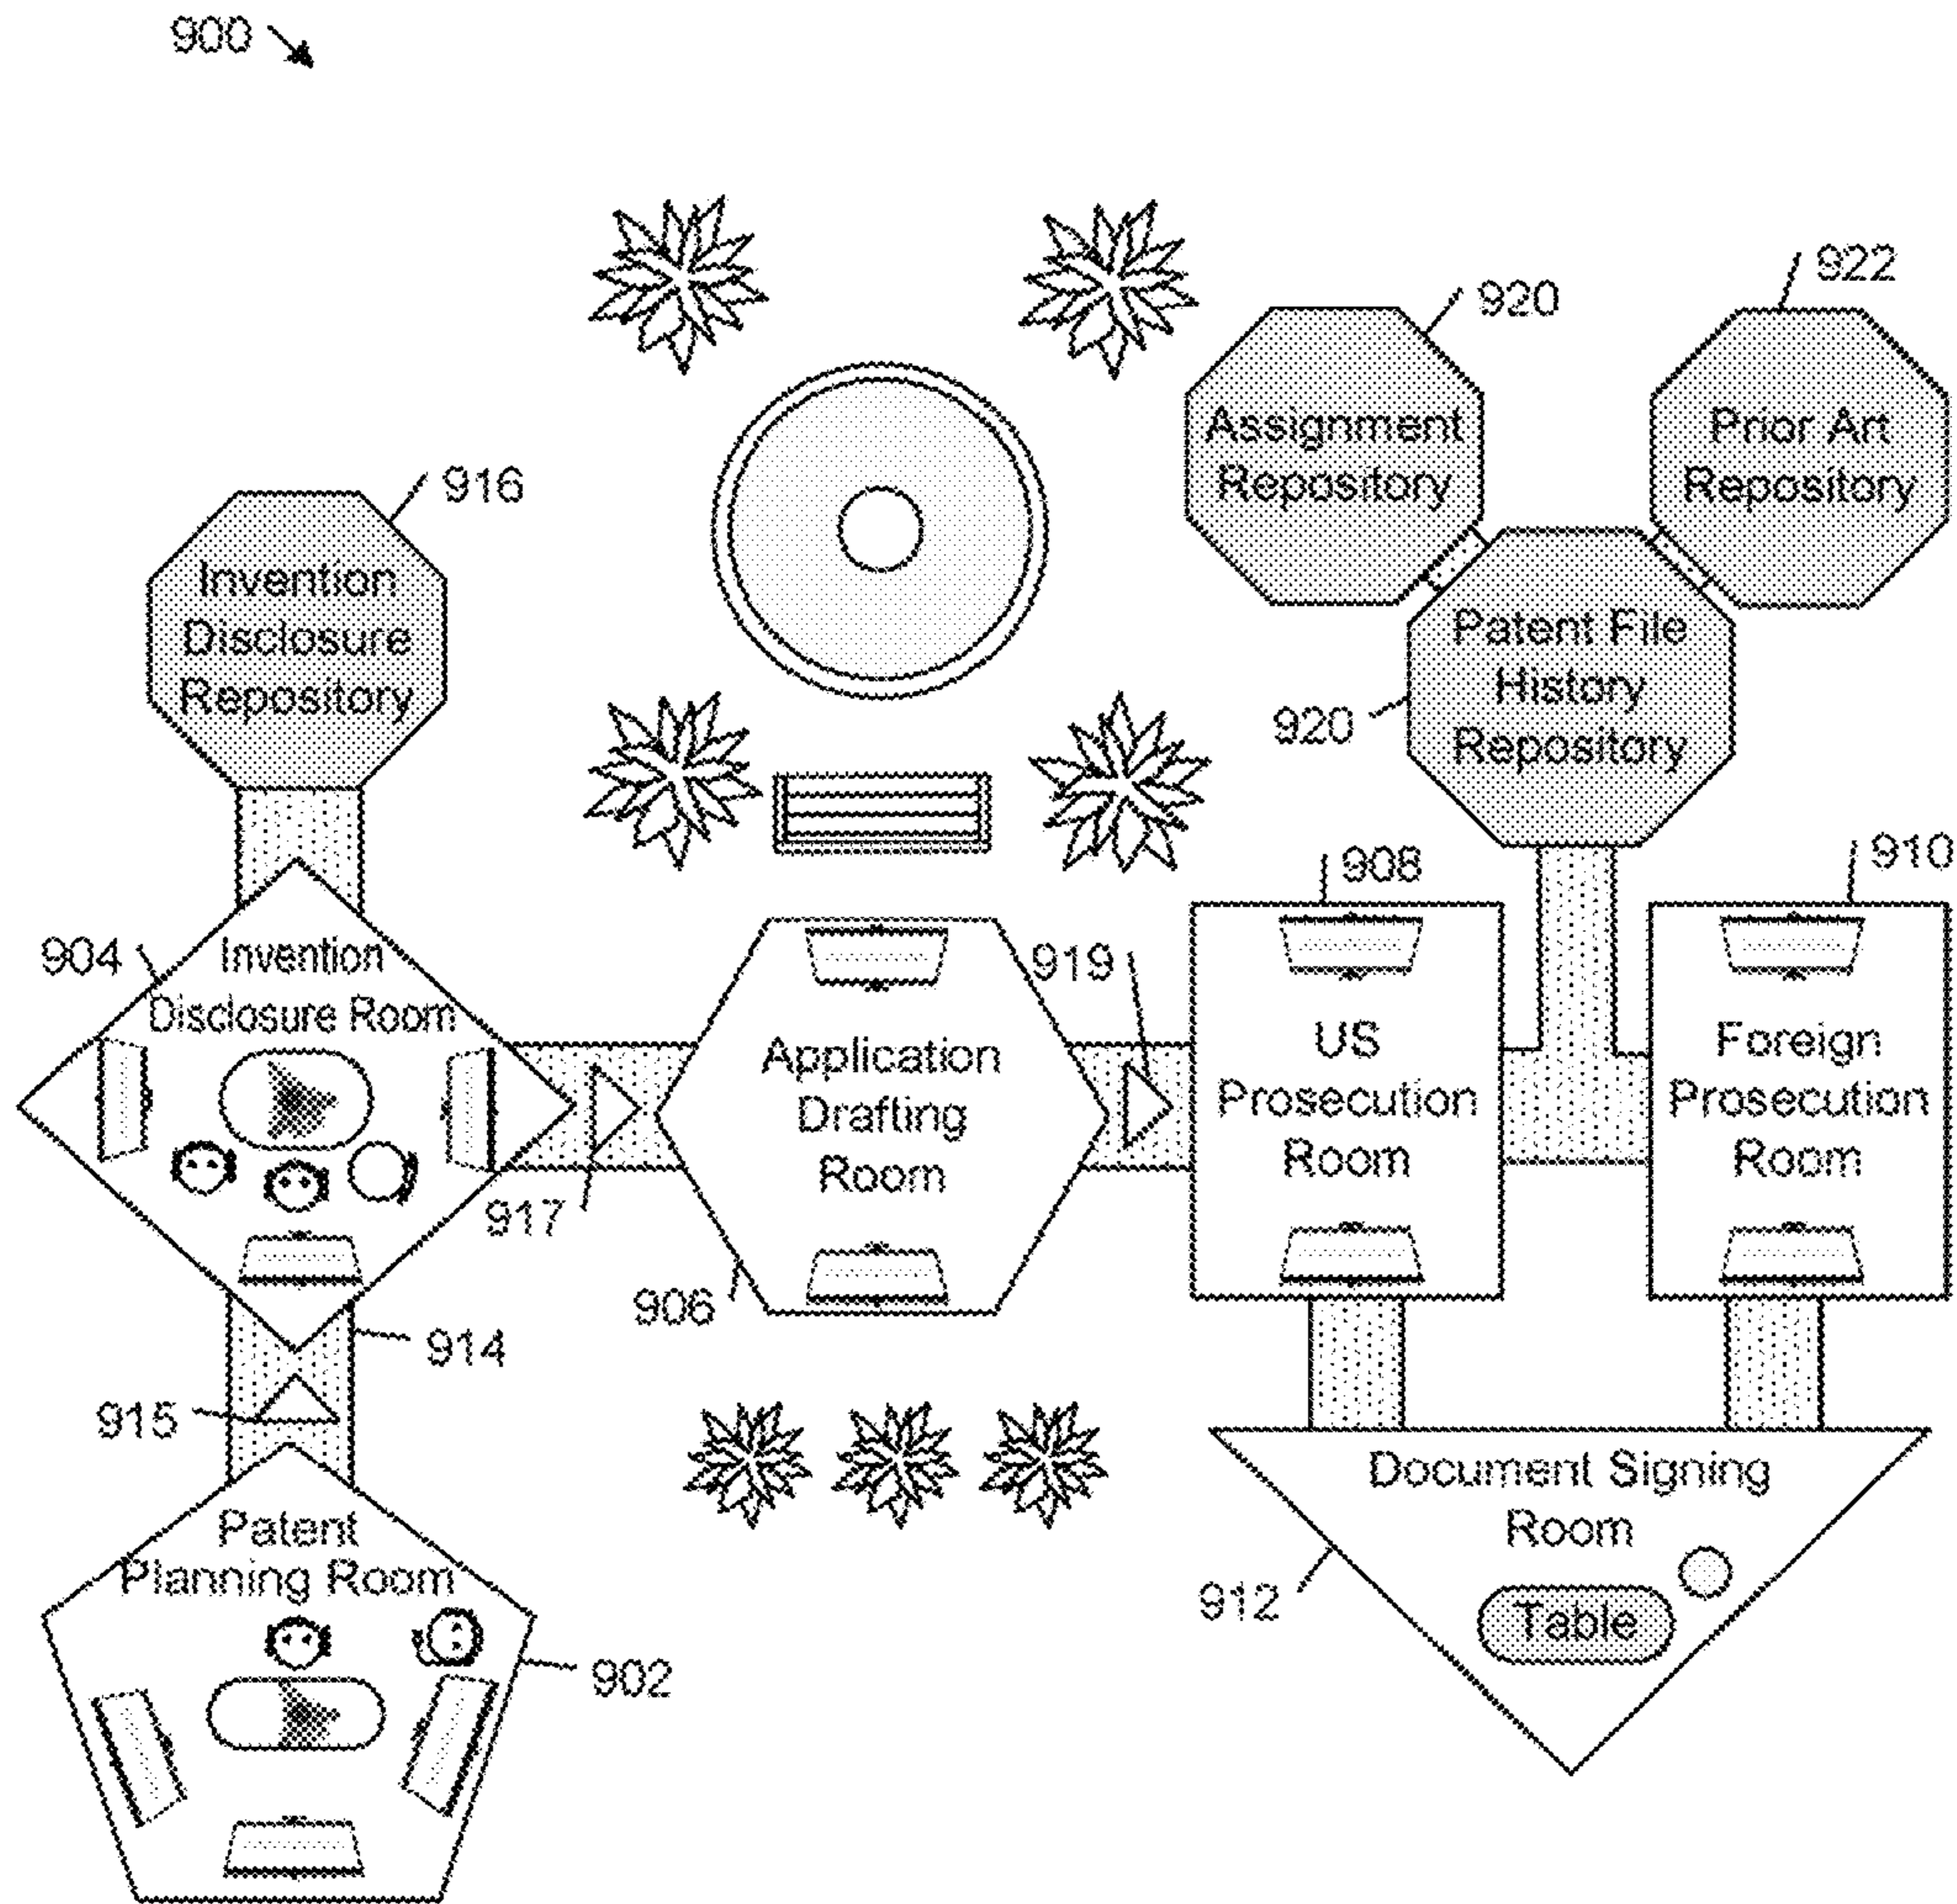 900
922
920
Assignment
Repository
Prior Art
Repository
916
Invention
Disclosure
Repository
Patent File
History
Repository
920
908
910
904
Invention
Disclosure Room
919
Application
Drafting
Room
US
Prosecution
Room
Foreign
Prosecution
Room
917
906
914
915
Patent
Planning Room
902
Document Signing
Room
912
Table